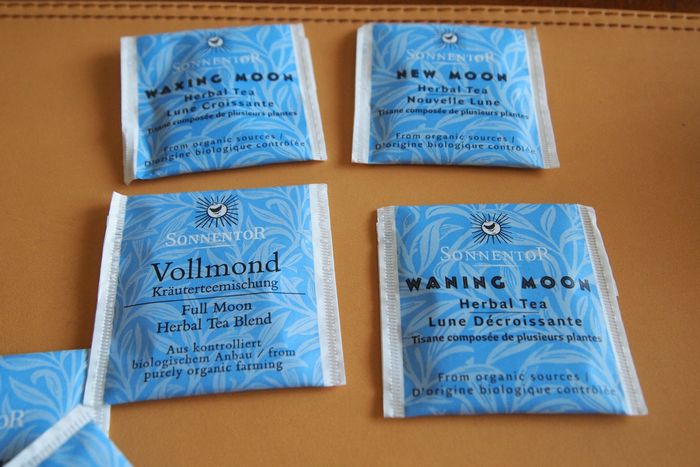 SONNENTOR
WAXING MOON
Herbal Tea
Lune Croissante
Tisane composée de plusieurs plantes
From organic sources /
D'origine biologique contrôlée
SONNENTOR
NEW MOON
Herbal Tea
Nouvelle Lune
Tisane composée de plusieurs plantes
From organic sources /
D'origine biologique contrôlée
SONNENTOR
Vollmond
Kräuterteemischung
Full Moon
Herbal Tea Blend
Aus kontrolliert
biologischem Anbau / from
purely organic farming
SONNENTOR
WANING MOON
Herbal Tea
Lune Décroissante
Tisane composée de plusieurs plantes
From organic sources /
D'origine biologique contrôlée
NTOR